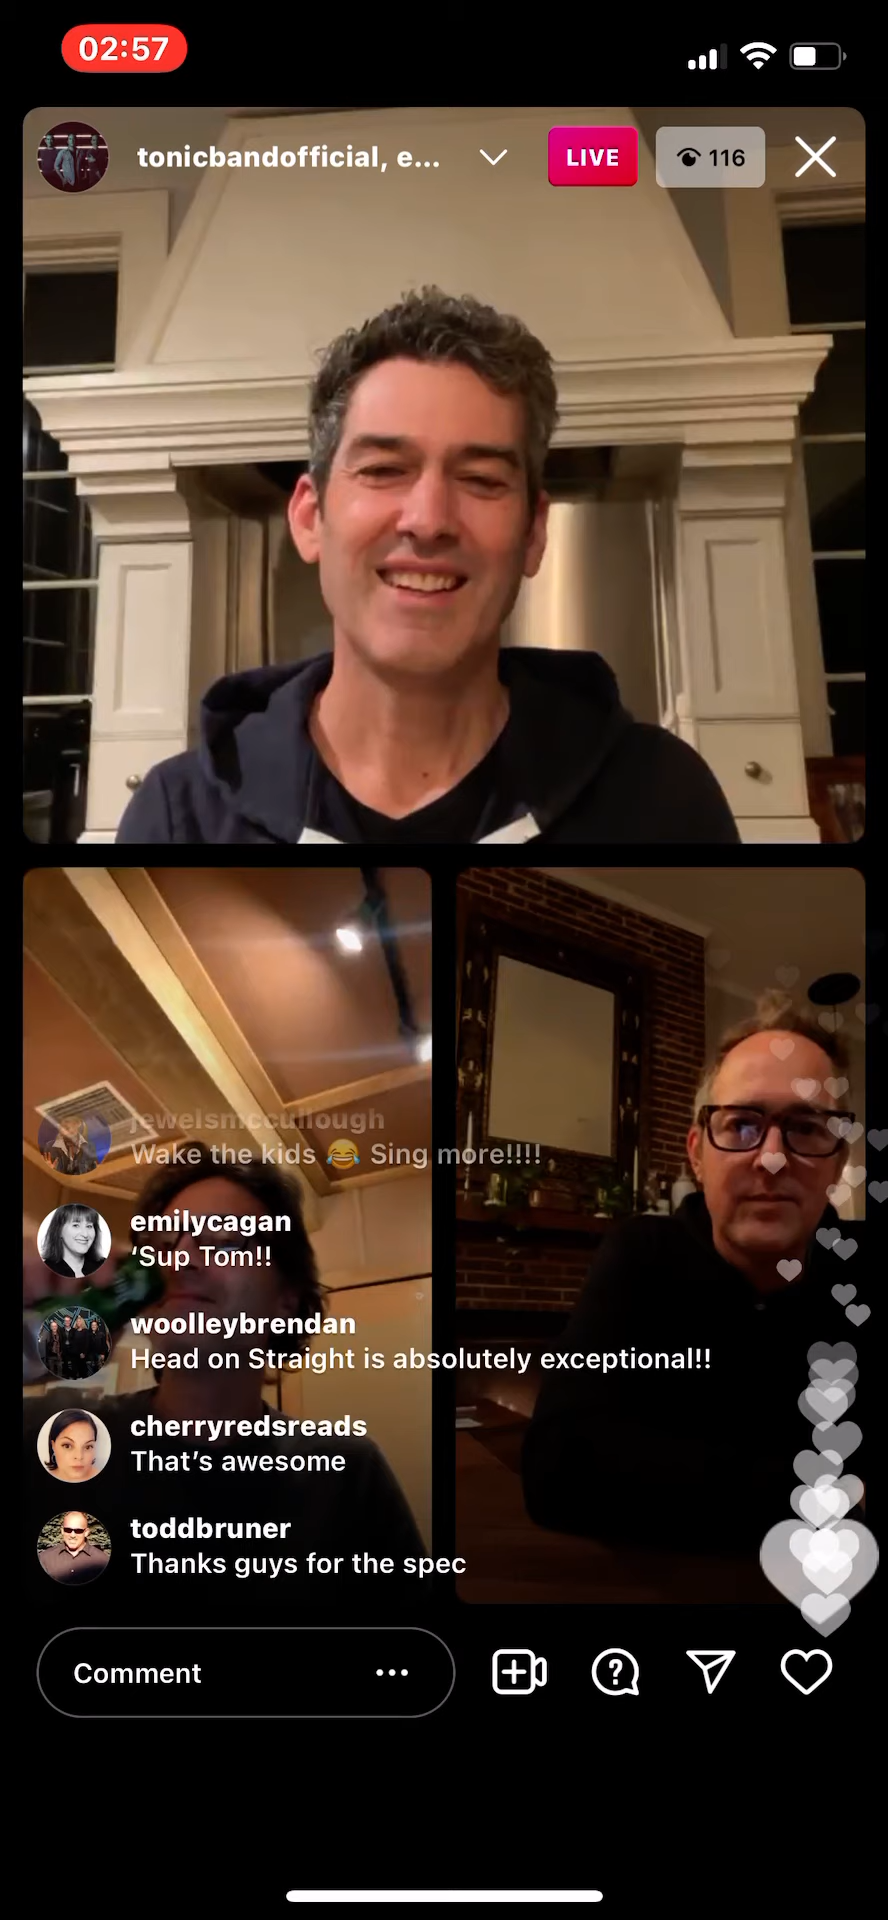 02:57
tonicbandofficial, e...
LIVE
116
jewelsmccullough
Wake the kids 😂 Sing more!!!!
emilycagan
‘Sup Tom!!
woolleybrendan
Head on Straight is absolutely exceptional!!
cherryredsreads
That’s awesome
toddbruner
Thanks guys for the spec
Comment